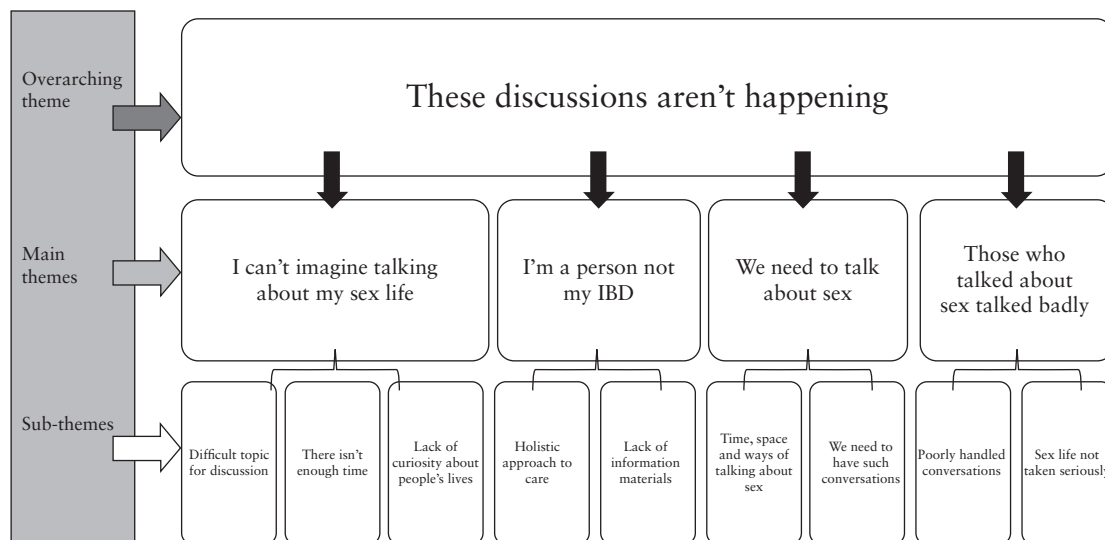 Overarching
theme
These discussions aren't happening
Main
themes
I can't imagine talking
about my sex life
I'm a person not
my IBD
We need to talk
about sex
Those who
talked about
sex talked badly
Sub-themes
Difficult topic
for discussion
There isn't
enough time
Lack of
curiosity about
people's lives
Holistic
approach to
care
Lack of
information
materials
Time, space
and ways of
talking about
sex
We need to
have such
conversations
Poorly handled
conversations
Sex life not
taken seriously